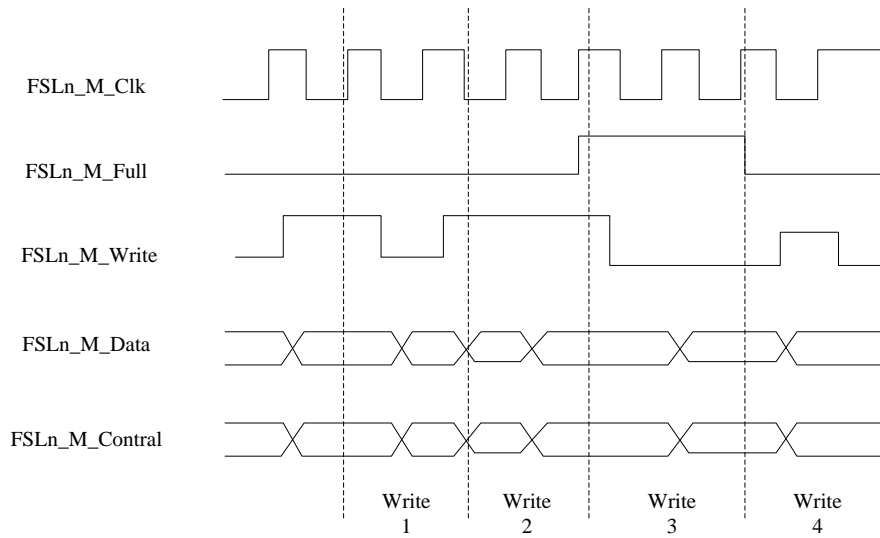 FSLn_M_Clk
FSLn_M_Full
FSLn_M_Write
FSLn_M_Data
FSLn_M_Contral
Write
1
Write
2
Write
3
Write
4